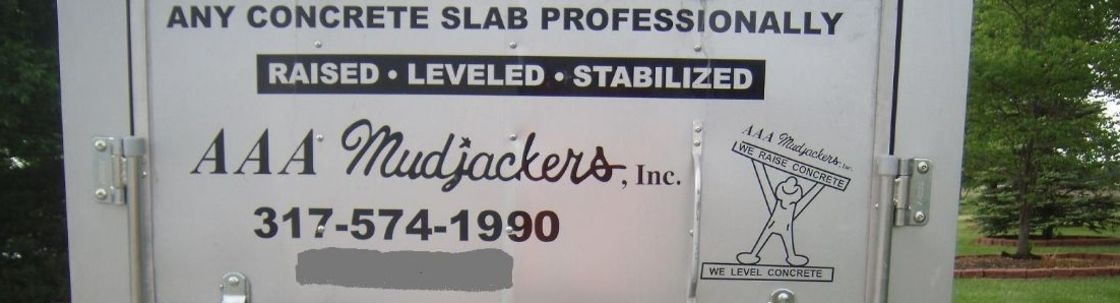 ANY CONCRETE SLAB PROFESSIONALLY
RAISED • LEVELED • STABILIZED
AAA Mudjackers, Inc.
317-574-1990
AAA Mudjackers, Inc.
WE RAISE CONCRETE
WE LEVEL CONCRETE